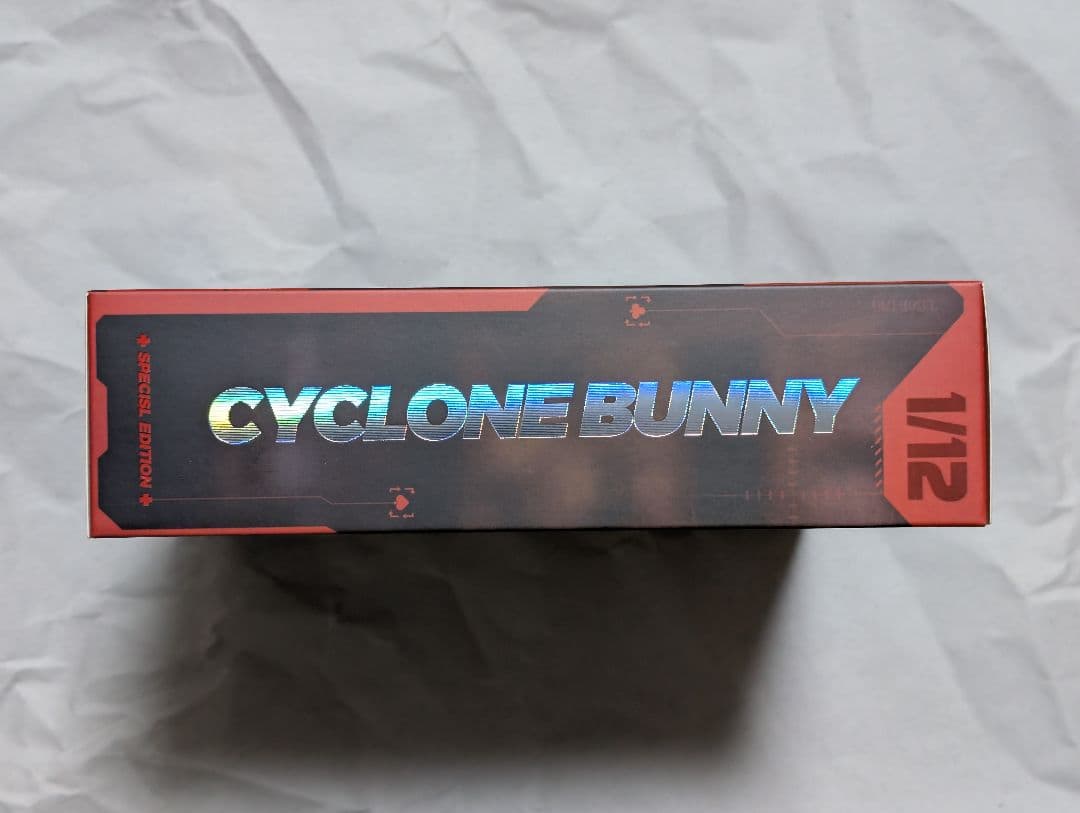 CYCLONE BUNNY
✚ SPECISL EDITION ✚
1/12